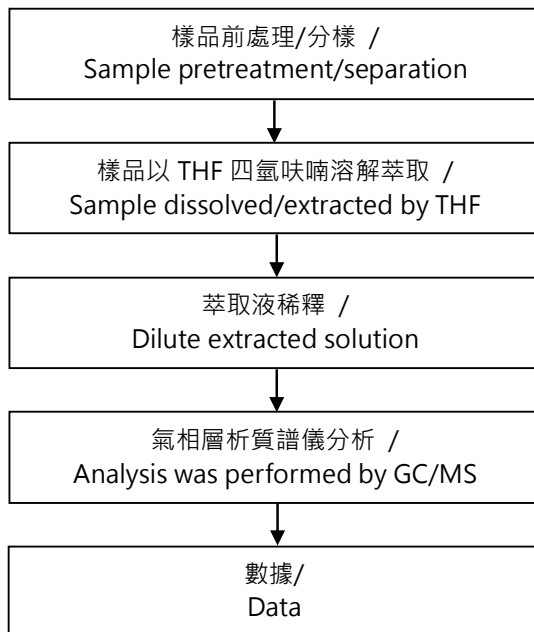 樣品前處理/分樣 /
Sample pretreatment/separation
樣品以 THF 四氫呋喃溶解萃取 /
Sample dissolved/extracted by THF
萃取液稀釋 /
Dilute extracted solution
氣相層析質譜儀分析 /
Analysis was performed by GC/MS
數據/
Data